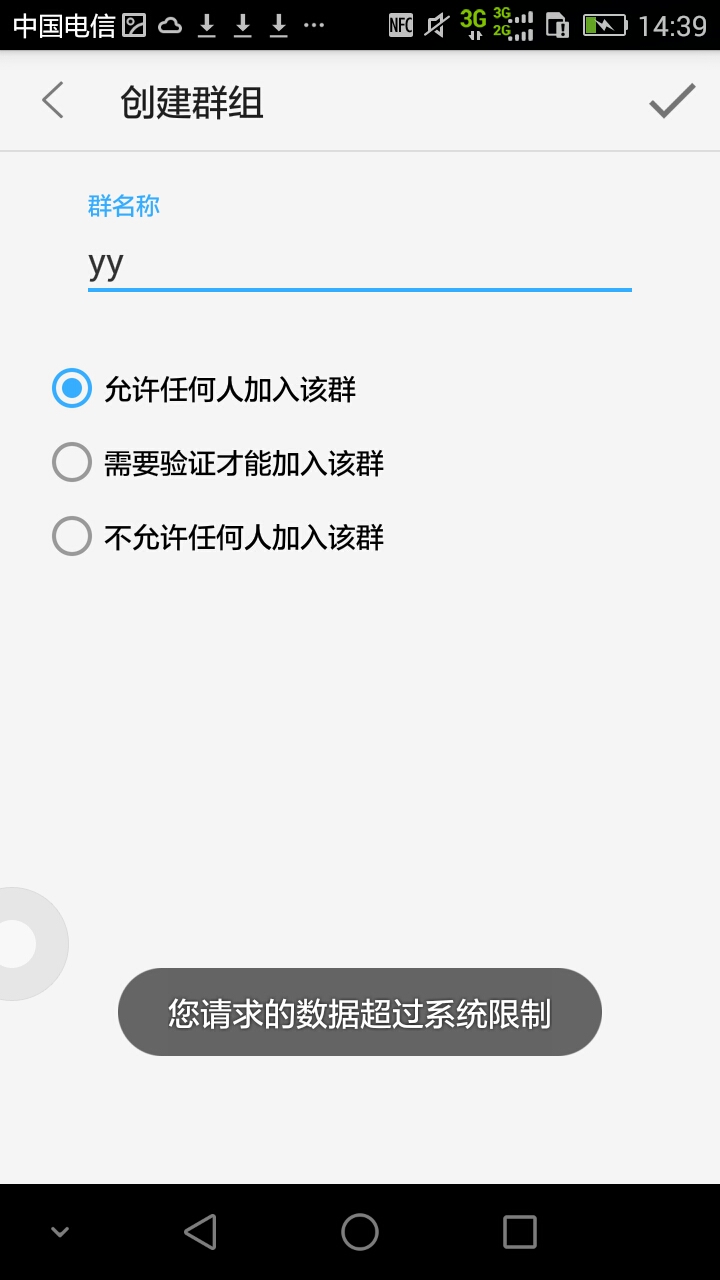 中国电信 NFC 3G 3G 2G 14:39
创建群组
群名称
yy
允许任何人加入该群
需要验证才能加入该群
不允许任何人加入该群
您请求的数据超过系统限制